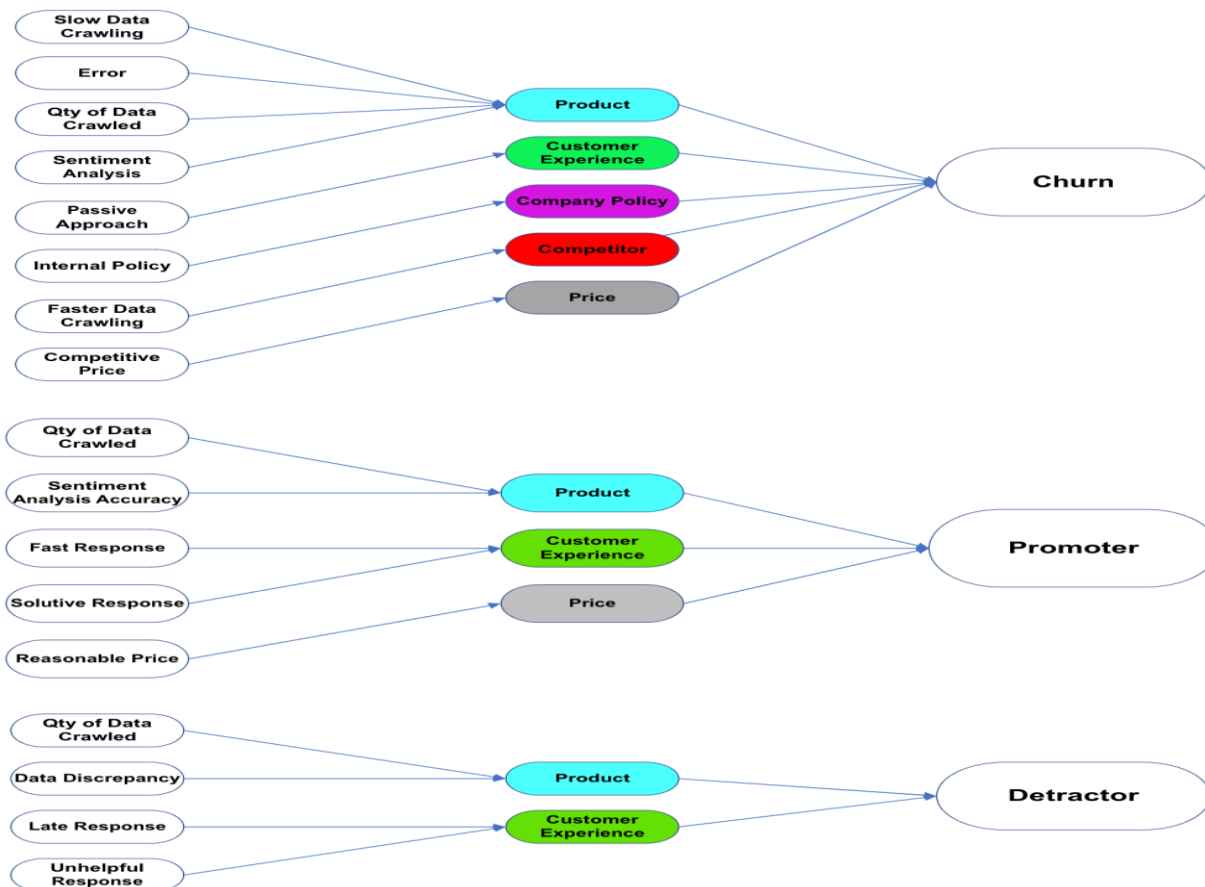 Slow Data
Crawling
Error
Qty of Data
Crawled
Sentiment
Analysis
Passive
Approach
Internal Policy
Faster Data
Crawling
Competitive
Price
Product
Customer
Experience
Company Policy
Competitor
Price
Churn
Qty of Data
Crawled
Sentiment
Analysis Accuracy
Fast Response
Solutive Response
Reasonable Price
Product
Customer
Experience
Price
Promoter
Qty of Data
Crawled
Data Discrepancy
Late Response
Unhelpful
Response
Product
Customer
Experience
Detractor